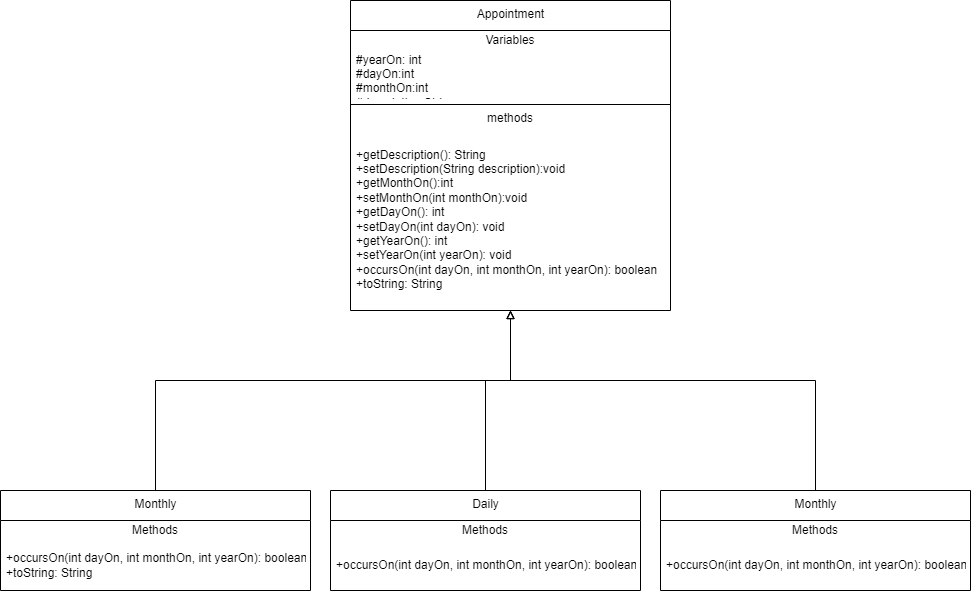 Appointment
Variables
#yearOn: int
#dayOn:int
#monthOn:int
methods
+getDescription(): String
+setDescription(String description):void
+getMonthOn():int
+setMonthOn(int monthOn):void
+getDayOn(): int
+setDayOn(int dayOn): void
+getYearOn(): int
+setYearOn(int yearOn): void
+occursOn(int dayOn, int monthOn, int yearOn): boolean
+toString: String
Monthly
Methods
+occursOn(int dayOn, int monthOn, int yearOn): boolean
+toString: String
Daily
Methods
+occursOn(int dayOn, int monthOn, int yearOn): boolean
Monthly
Methods
+occursOn(int dayOn, int monthOn, int yearOn): boolean